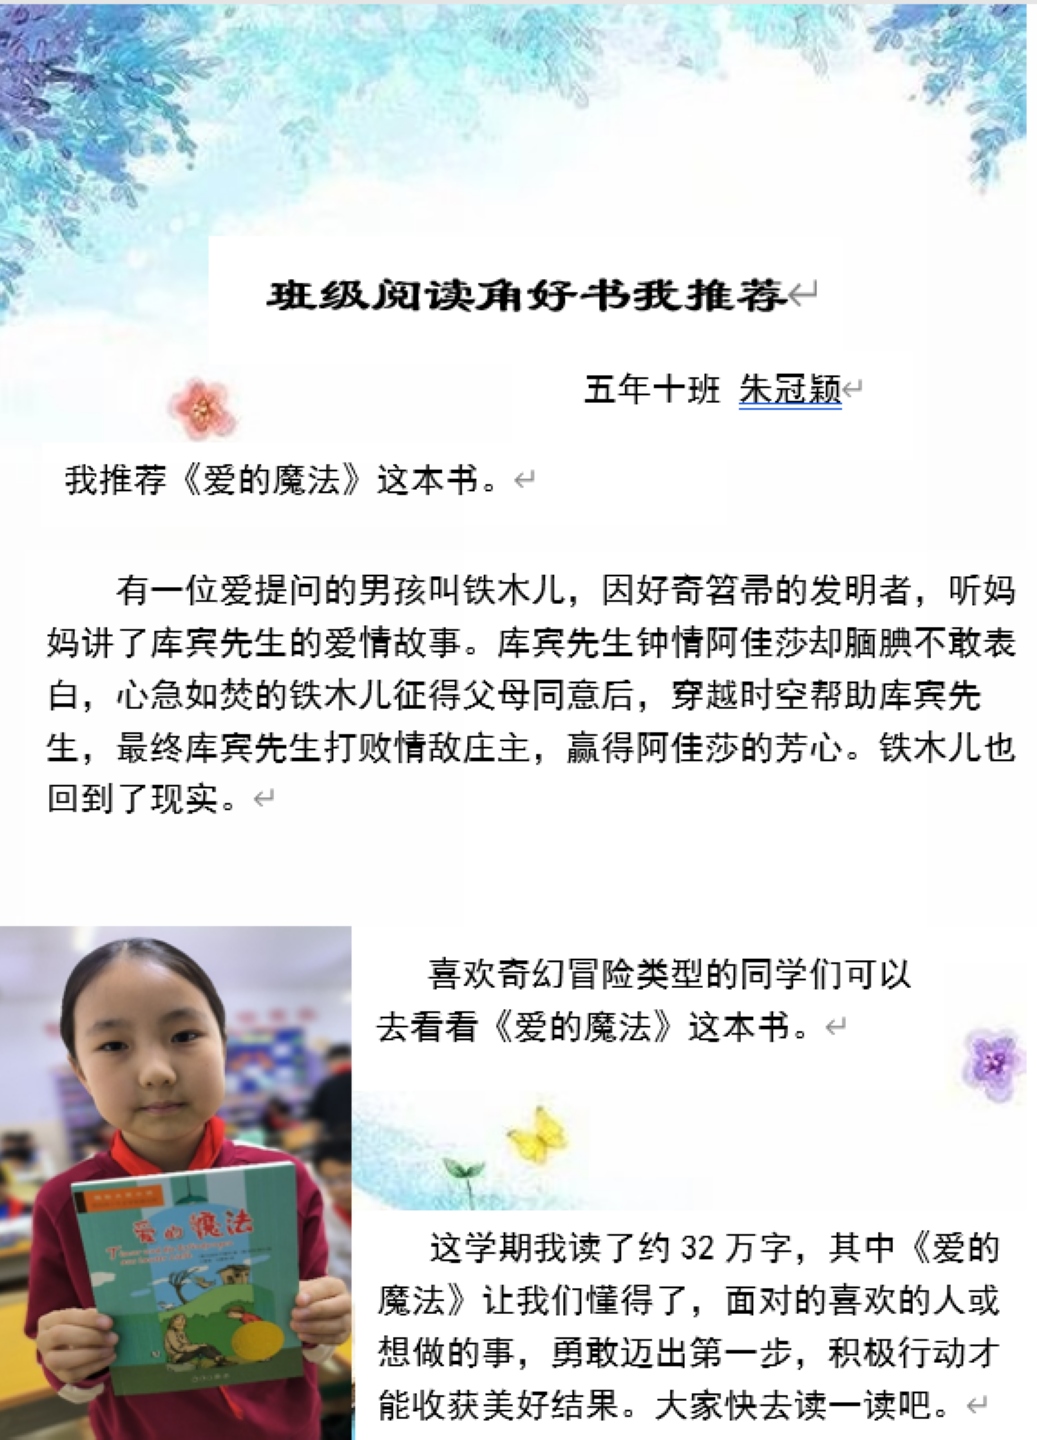 班级阅读角好书我推荐
五年十班 朱冠颖
我推荐《爱的魔法》这本书。
有一位爱提问的男孩叫铁木儿，因好奇笤帚的发明者，听妈
妈讲了库宾先生的爱情故事。库宾先生钟情阿佳莎却腼腆不敢表
白，心急如焚的铁木儿征得父母同意后，穿越时空帮助库宾先
生，最终库宾先生打败情敌庄主，赢得阿佳莎的芳心。铁木儿也
回到了现实。
喜欢奇幻冒险类型的同学们可以
去看看《爱的魔法》这本书。
爱的魔法
这学期我读了约 32 万字，其中《爱的
魔法》让我们懂得了，面对的喜欢的人或
想做的事，勇敢迈出第一步，积极行动才
能收获美好结果。大家快去读一读吧。